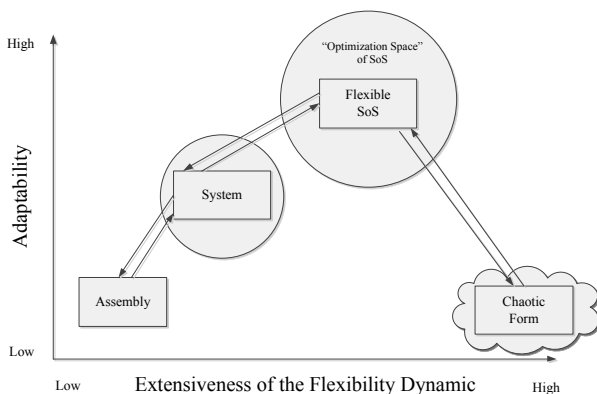 High
“Optimization Space”
of SoS
Flexible
SoS
Adaptability
System
Assembly
Chaotic
Form
Low
Low
Extensiveness of the Flexibility Dynamic
High